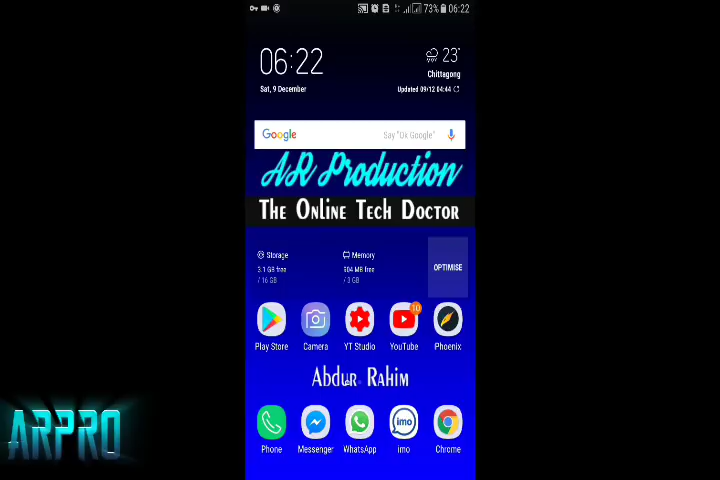 73% 06:22
06:22
23°
Chittagong
Sat, 9 December
Updated 09/12 04:44
Google
Say "Ok Google"
AR Production
The Online Tech Doctor
Storage
3.1 GB free
/ 16 GB
Memory
904 MB free
/ 3 GB
OPTIMISE
10
Play Store
Camera
YT Studio
YouTube
Phoenix
Abdur Rahim
ARPRO
imo
Phone
Messenger
WhatsApp
imo
Chrome